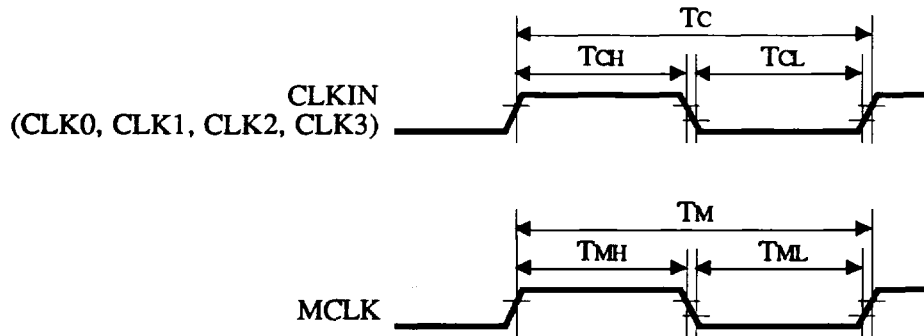 TC
TCH TCL
CLKIN
(CLK0, CLK1, CLK2, CLK3)
TM
TMH TML
MCLK